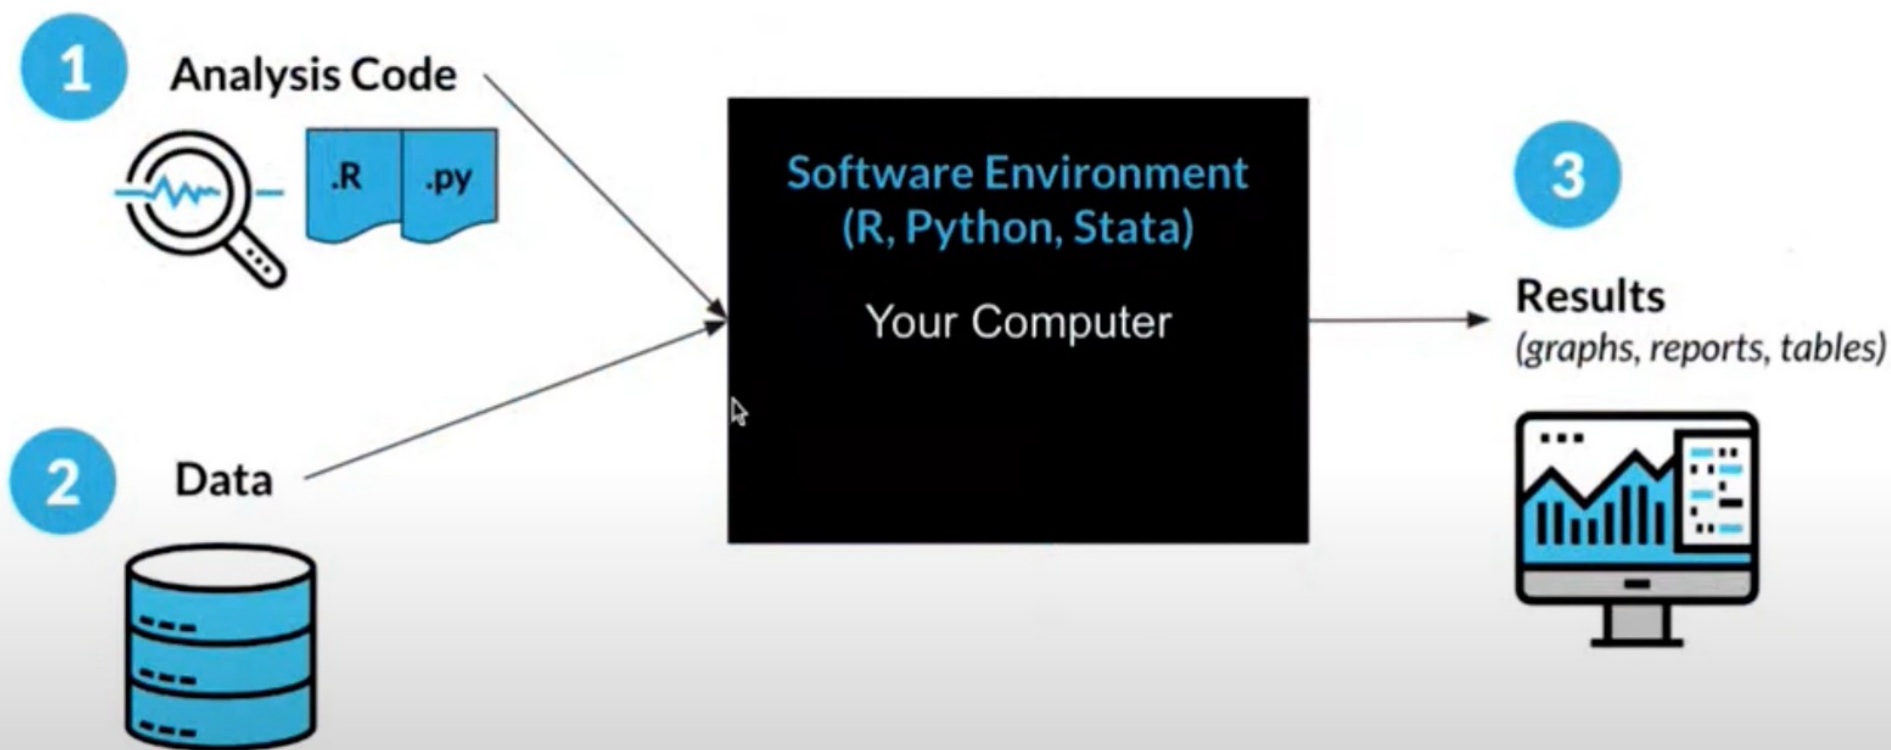 1
Analysis Code
.R
.py
2
Data
Software Environment
(R, Python, Stata)
Your Computer
3
Results
(graphs, reports, tables)